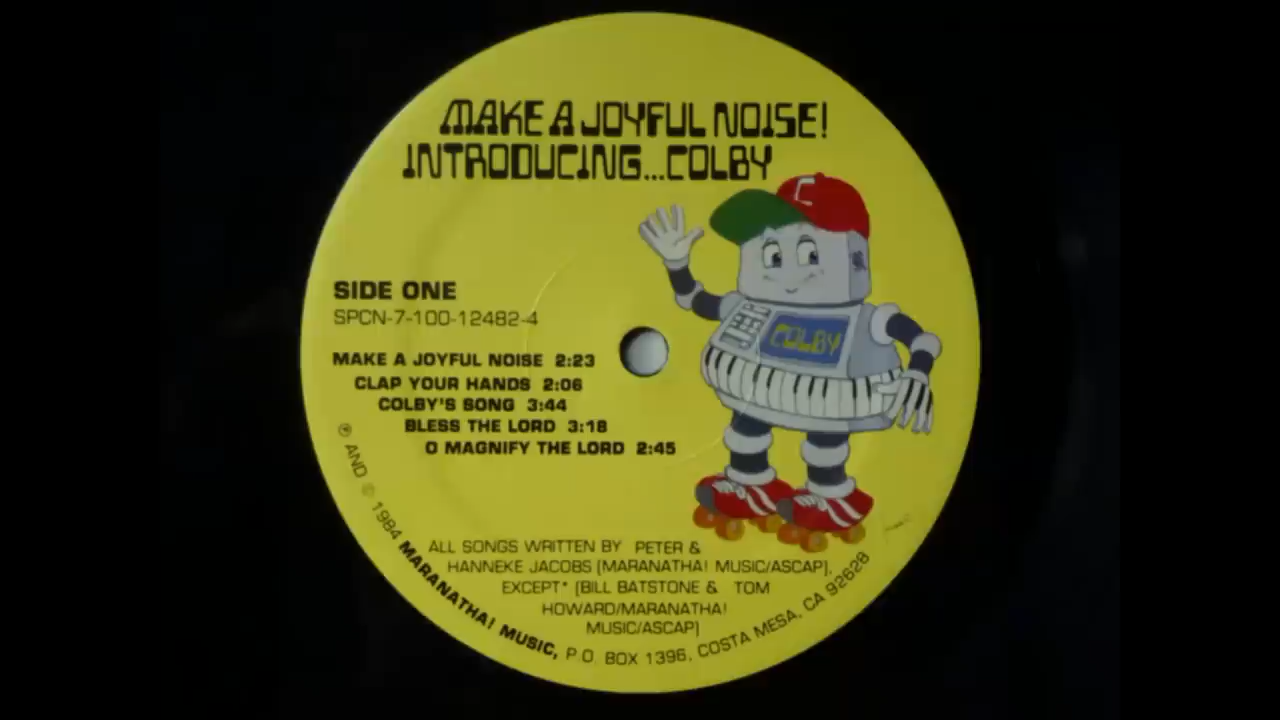 MAKE A JOYFUL NOISE!
INTRODUCING...COLBY
C
COLBY
SIDE ONE
SPCN-7-100-12482-4
MAKE A JOYFUL NOISE 2:23
CLAP YOUR HANDS 2:06
COLBY'S SONG 3:44
BLESS THE LORD 3:18
O MAGNIFY THE LORD 2:45
ALL SONGS WRITTEN BY PETER &
HANNEKE JACOBS (MARANATHA! MUSIC/ASCAP),
EXCEPT* (BILL BATSTONE & TOM
HOWARD/MARANATHA!
MUSIC/ASCAP)
℗ AND © 1984 MARANATHA! MUSIC, P.O. BOX 1396, COSTA MESA, CA 92628